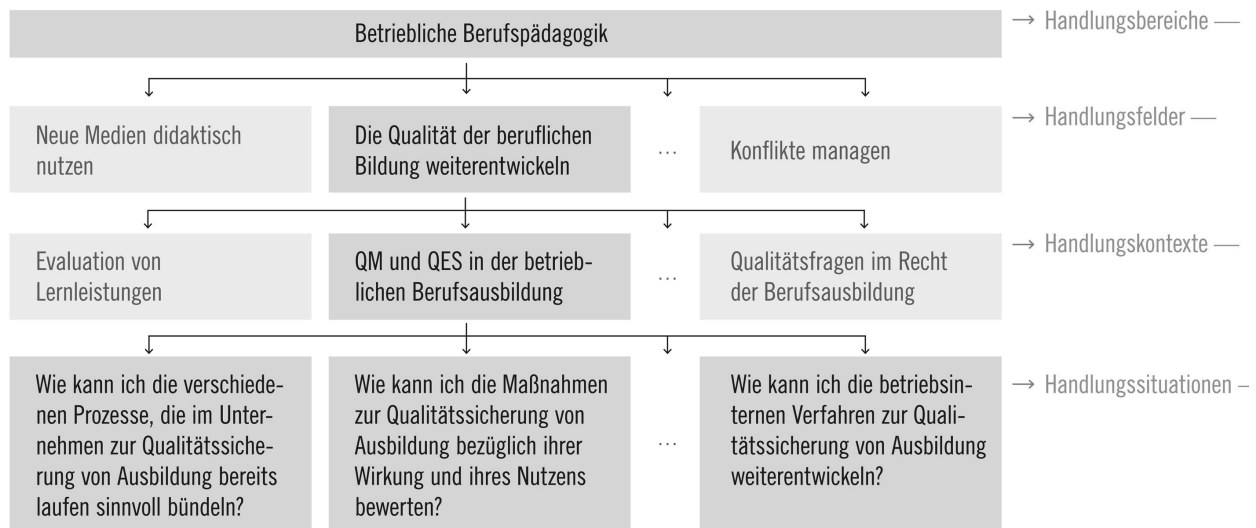 Betriebliche Berufspädagogik
→ Handlungsbereiche —
Neue Medien didaktisch
nutzen
Die Qualität der beruflichen
Bildung weiterentwickeln
...
Konflikte managen
→ Handlungsfelder —
Evaluation von
Lernleistungen
QM und QES in der betrieb-
lichen Berufsausbildung
...
Qualitätsfragen im Recht
der Berufsausbildung
→ Handlungskontexte —
Wie kann ich die verschiede-
nen Prozesse, die im Unter-
nehmen zur Qualitätssiche-
rung von Ausbildung bereits
laufen sinnvoll bündeln?
Wie kann ich die Maßnahmen
zur Qualitätssicherung von
Ausbildung bezüglich ihrer
Wirkung und ihres Nutzens
bewerten?
...
Wie kann ich die betriebsin-
ternen Verfahren zur Quali-
tätssicherung von Ausbildung
weiterentwickeln?
→ Handlungssituationen —